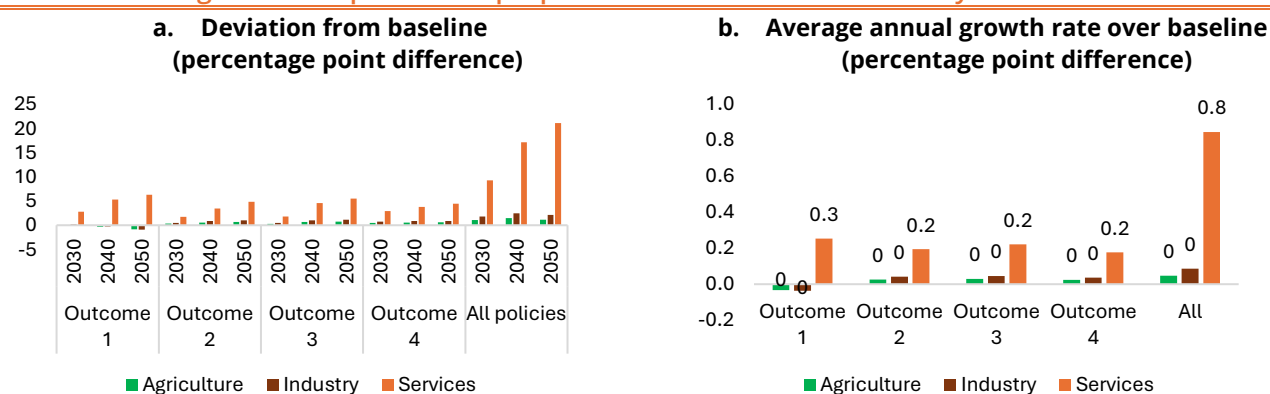 a. Deviation from baseline
(percentage point difference)
25
20
15
10
5
0
-5
2030 2040 2050 2030 2040 2050 2030 2040 2050 2030 2040 2050 2030 2040 2050
Outcome 1 Outcome 2 Outcome 3 Outcome 4 All policies
Agriculture Industry Services
b. Average annual growth rate over baseline
(percentage point difference)
1.0
0.8
0.6
0.4
0.2
0.0
-0.2
0 0 0.3 0 0 0.2 0 0 0.2 0 0 0.2 0 0 0.8
Outcome 1 Outcome 2 Outcome 3 Outcome 4 All
Agriculture Industry Services